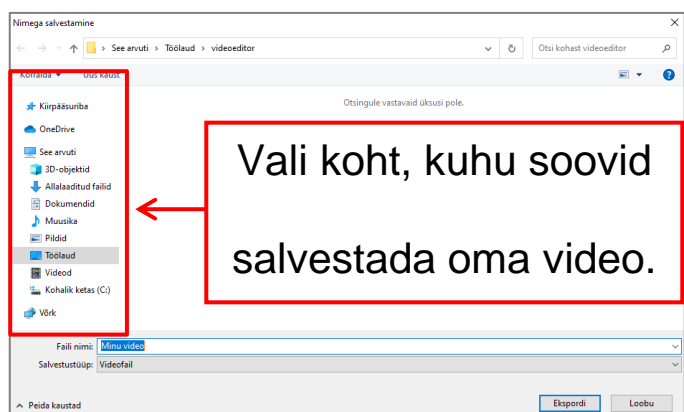 Nimega salvestamine
See arvuti › Töölaud › videoeditor
Otsi kohast videoeditor
Korralda
Uus kaust
Otsingule vastavaid üksusi pole.
Kiirpääsuriba
OneDrive
See arvuti
3D-objektid
Allalaaditud failid
Dokumendid
Muusika
Pildid
Töölaud
Videod
Kohalik ketas (C:)
Võrk
Vali koht, kuhu soovid
salvestada oma video.
Faili nimi: Minu video
Salvestustüüp: Videofail
Peida kaustad
Ekspordi
Loobu